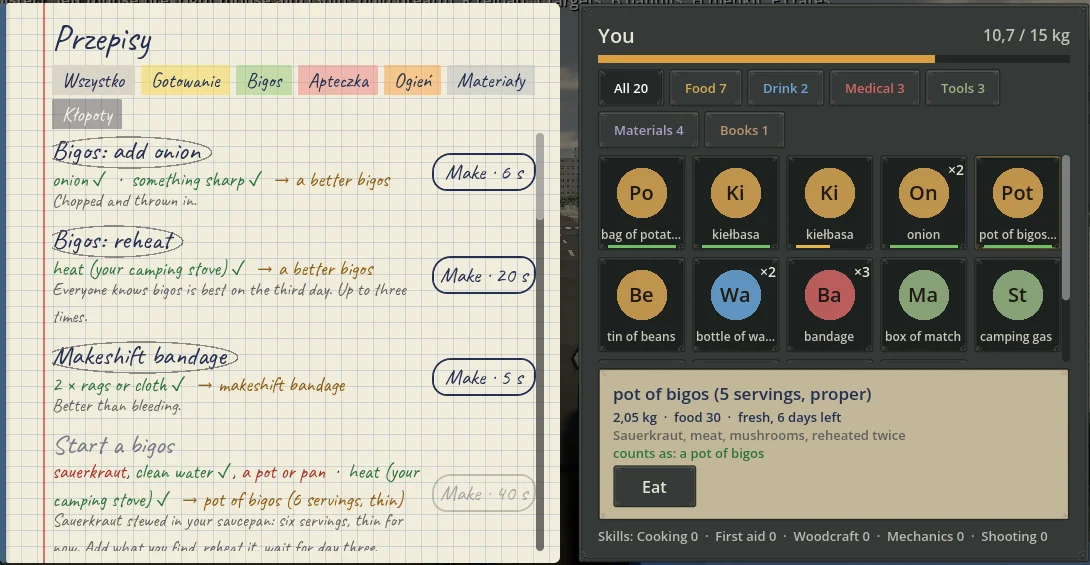 Przepisy
Wszystko Gotowanie Bigos Apteczka Ogień Materiały
Kłopoty
Bigos: add onion
onion ✓ · something sharp ✓ → a better bigos
Chopped and thrown in.
Make · 6 s
Bigos: reheat
heat (your camping stove) ✓ → a better bigos
Everyone knows bigos is best on the third day. Up to three
times.
Make · 20 s
Makeshift bandage
2 × rags or cloth ✓ → makeshift bandage
Better than bleeding.
Make · 5 s
Start a bigos
sauerkraut, clean water ✓, a pot or pan · heat (your
camping stove) ✓ → pot of bigos (6 servings, thin)
Sauerkraut stewed in your saucepan: six servings, thin for
now. Add what you find, reheat it, wait for day three.
Make · 40 s
You 10,7 / 15 kg
All 20 Food 7 Drink 2 Medical 3 Tools 3
Materials 4 Books 1
Po Ki Ki On ×2 Pot
bag of potat... kiełbasa kiełbasa onion pot of bigos...
Be Wa ×2 Ba ×3 Ma St
tin of beans bottle of wa... bandage box of match camping gas
pot of bigos (5 servings, proper)
2,05 kg · food 30 · fresh, 6 days left
Sauerkraut, meat, mushrooms, reheated twice
counts as: a pot of bigos
Eat
Skills: Cooking 0 · First aid 0 · Woodcraft 0 · Mechanics 0 · Shooting 0